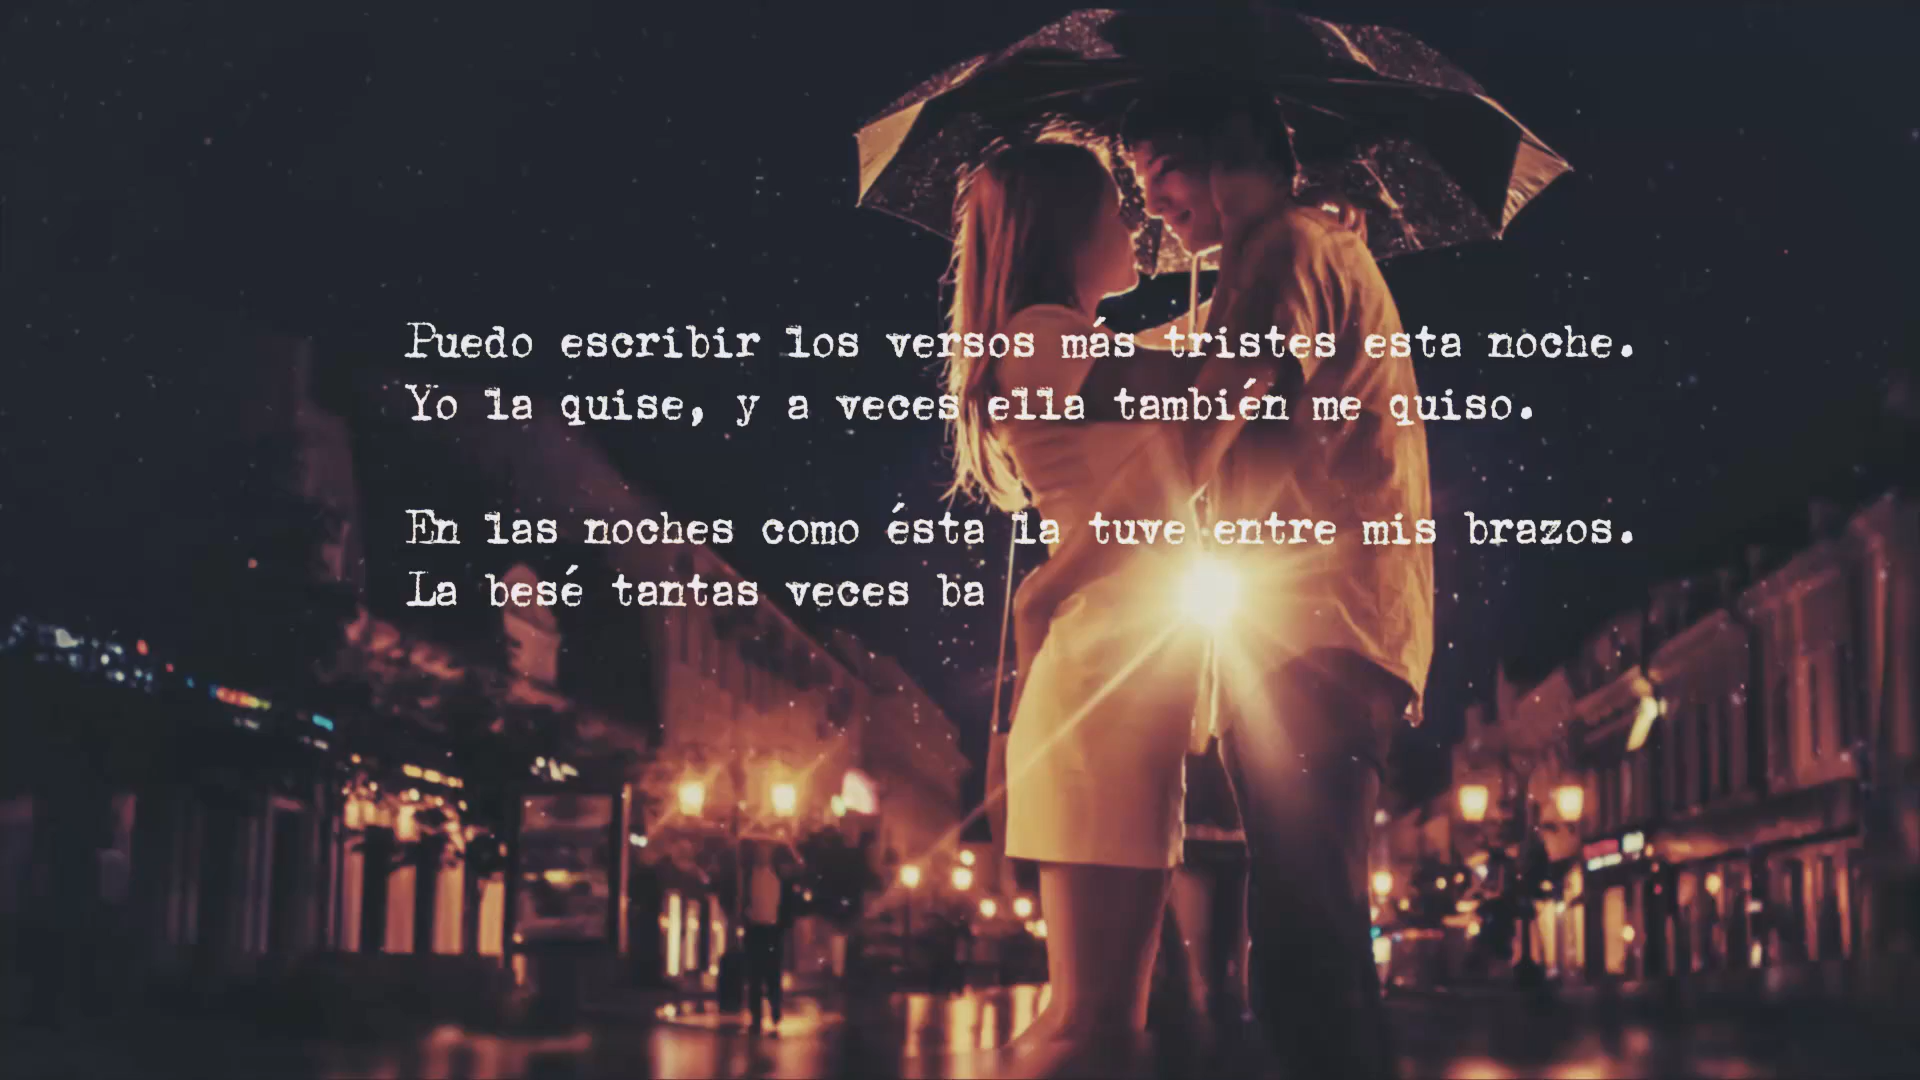 Puedo escribir los versos más tristes esta noche.
Yo la quise, y a veces ella también me quiso.
En las noches como ésta la tuve entre mis brazos.
La besé tantas veces ba